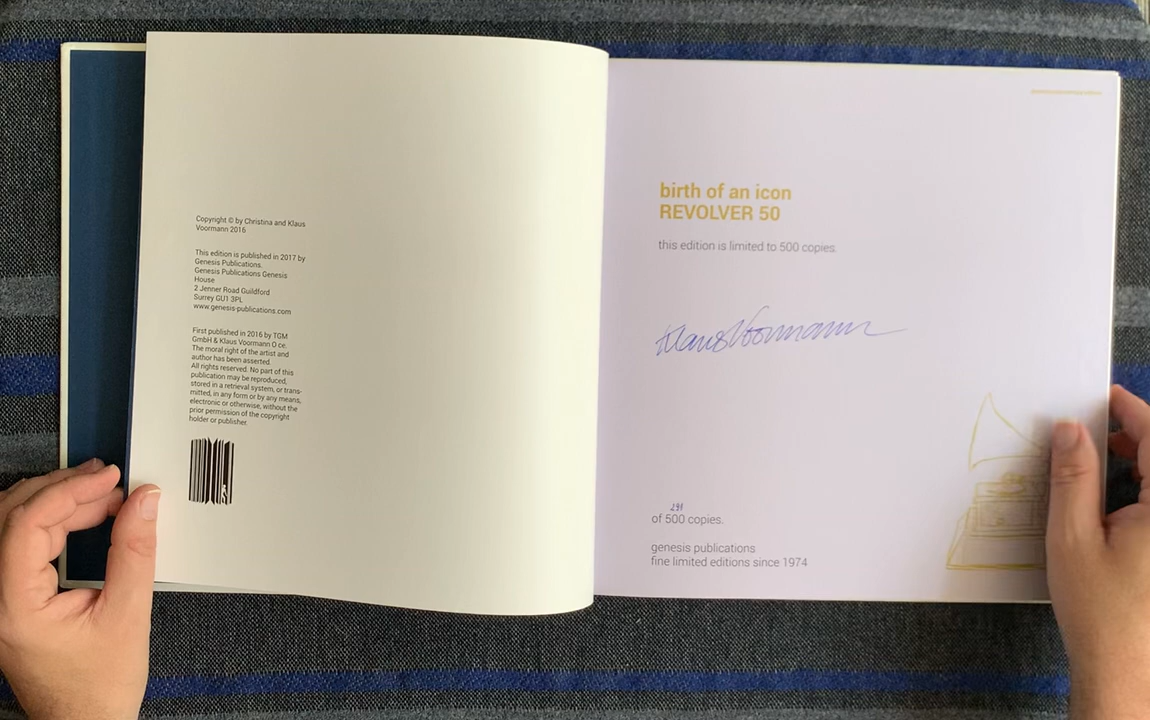 Copyright © by Christina and Klaus
Voormann 2016
This edition is published in 2017 by
Genesis Publications.
Genesis Publications Genesis
House
2 Jenner Road Guildford
Surrey GU1 3PL
www.genesis-publications.com
First published in 2016 by TGM
GmbH & Klaus Voormann O ce.
The moral right of the artist and
author has been asserted.
All rights reserved. No part of this
publication may be reproduced,
stored in a retrieval system, or trans-
mitted, in any form or by any means,
electronic or otherwise, without the
prior permission of the copyright
holder or publisher.
birth of an icon
REVOLVER 50
this edition is limited to 500 copies.
Klaus Voormann
291
of 500 copies.
genesis publications
fine limited editions since 1974